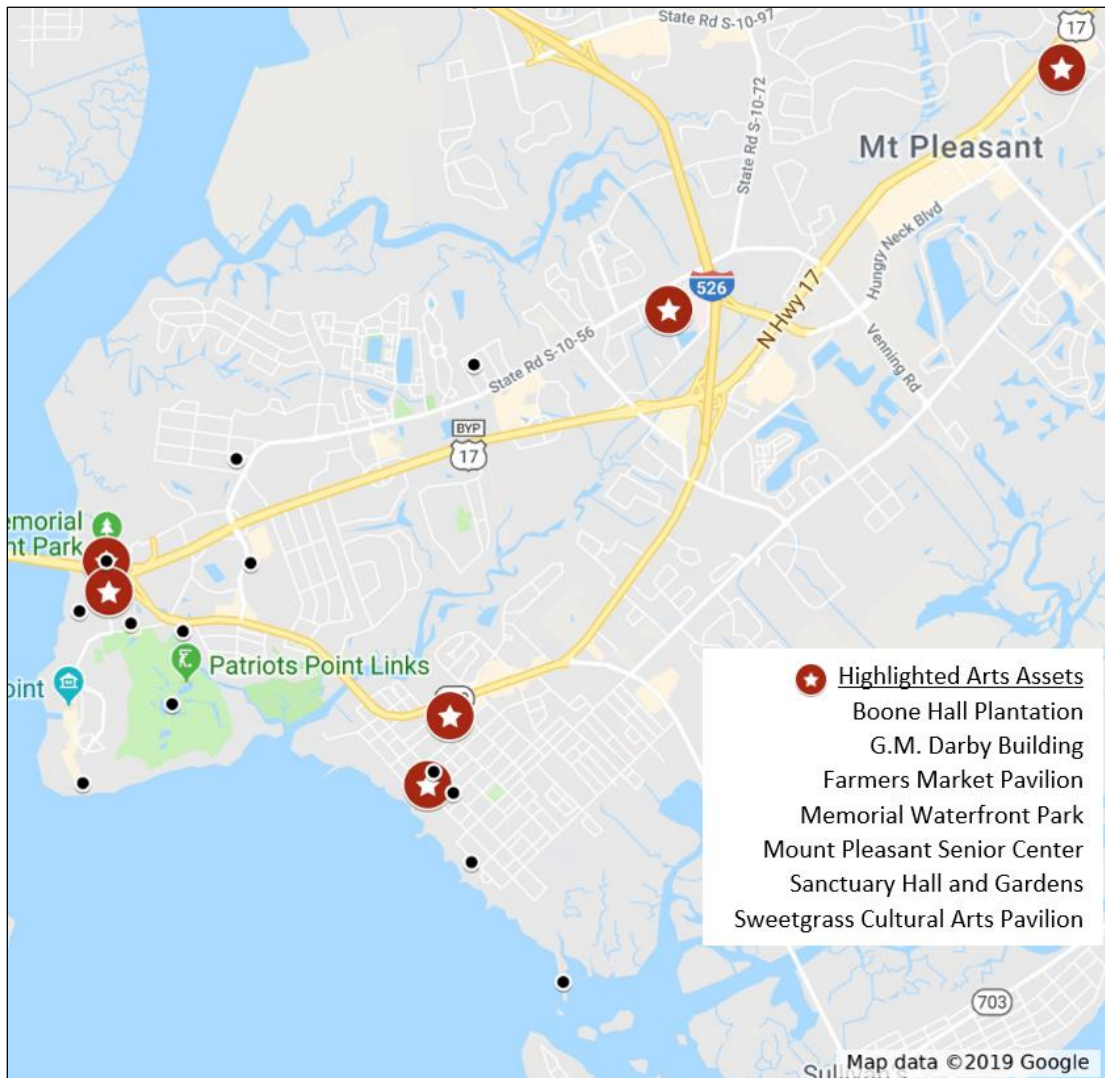 State Rd S-10-97
17
State Rd S-10-72
Mt Pleasant
Hungry Neck Blvd
526
N Hwy 17
Venning Rd
State Rd S-10-56
BYP
17
emorial
nt Park
Patriots Point Links
oint
Highlighted Arts Assets
Boone Hall Plantation
G.M. Darby Building
Farmers Market Pavilion
Memorial Waterfront Park
Mount Pleasant Senior Center
Sanctuary Hall and Gardens
Sweetgrass Cultural Arts Pavilion
703
Map data ©2019 Google